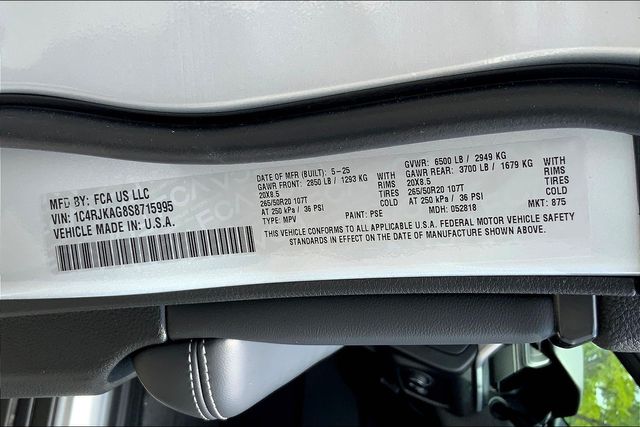 MFD BY: FCA US LLC
VIN: 1C4RJKAG8S8715995
VEHICLE MADE IN: U.S.A.
DATE OF MFR (BUILT): 5-25
GAWR FRONT: 2850 LB / 1293 KG WITH
20X8.5 RIMS
265/50R20 107T TIRES
AT 250 kPa / 36 PSI COLD
TYPE: MPV PAINT: PSE
GVWR: 6500 LB / 2949 KG
GAWR REAR: 3700 LB / 1679 KG WITH
20X8.5 RIMS
265/50R20 107T TIRES
AT 250 kPa / 36 PSI COLD
MDH: 052818 MKT: 875
THIS VEHICLE CONFORMS TO ALL APPLICABLE U.S.A. FEDERAL MOTOR VEHICLE SAFETY
STANDARDS IN EFFECT ON THE DATE OF MANUFACTURE SHOWN ABOVE.